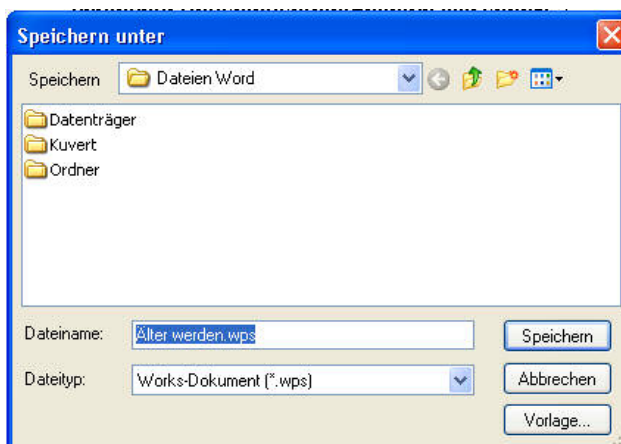 Speichern unter
Speichern Dateien Word
Datenträger
Kuvert
Ordner
Dateiname: Älter werden.wps Speichern
Dateityp: Works-Dokument (*.wps) Abbrechen
Vorlage...